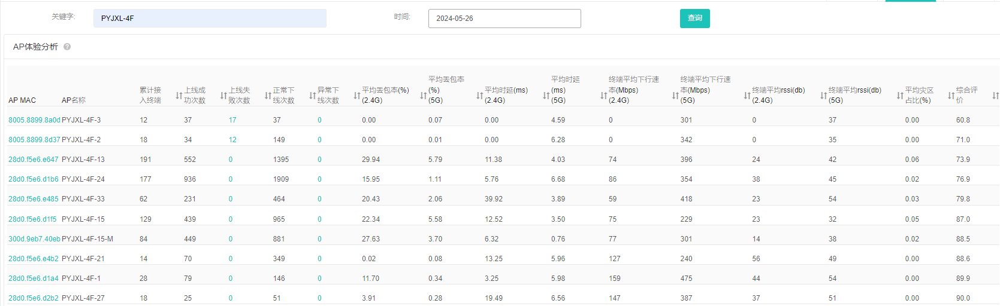 关键字: PYJXL-4F 时间: 2024-05-26 查询
AP体验分析
AP MAC AP名称 累计接入终端 上线成功次数 上线失败次数 正常下线次数 异常下线次数 平均丢包率(%)(2.4G) 平均丢包率(%)(5G) 平均时延(ms)(2.4G) 平均时延(ms)(5G) 终端平均下行速率(Mbps)(2.4G) 终端平均下行速率(Mbps)(5G) 终端平均rssi(db)(2.4G) 终端平均rssi(db)(5G) 平均灾区占比(%) 综合评价
8005.8899.8a0d PYJXL-4F-3 12 37 17 37 0 0.00 0.07 0.00 4.59 0 301 0 37 0.00 60.8
8005.8899.8d37 PYJXL-4F-2 18 34 12 149 0 0.00 0.01 0.00 6.28 0 342 0 35 0.00 71.0
28d0.f5e6.e647 PYJXL-4F-13 191 552 0 1395 0 29.94 5.79 11.38 4.03 74 396 24 42 0.06 73.9
28d0.f5e6.d1b6 PYJXL-4F-24 177 936 0 1909 0 15.95 1.11 5.76 6.68 86 354 38 45 0.02 76.9
28d0.f5e6.e485 PYJXL-4F-33 62 231 0 464 0 20.43 2.06 39.92 3.89 59 418 23 54 0.03 79.8
28d0.f5e6.d1f5 PYJXL-4F-15 129 439 0 965 0 22.34 5.58 12.52 3.50 75 229 23 32 0.05 87.0
300d.9eb7.40eb PYJXL-4F-15-M 84 449 0 881 0 27.63 3.70 6.32 0.76 77 301 14 38 0.02 88.5
28d0.f5e6.e4b2 PYJXL-4F-21 14 70 0 349 0 0.02 0.08 13.25 5.96 127 240 56 49 0.00 88.6
28d0.f5e6.d1a4 PYJXL-4F-1 28 79 0 146 0 11.70 0.34 3.25 5.98 159 475 44 54 0.00 89.9
28d0.f5e6.d2b2 PYJXL-4F-27 18 25 0 51 0 3.91 0.28 19.49 6.56 147 387 37 51 0.00 90.0